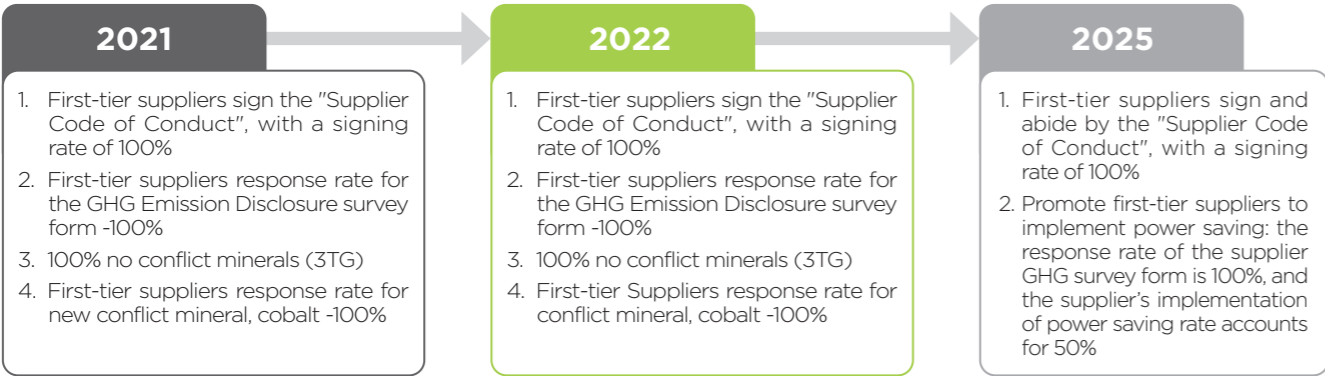 2021
1. First-tier suppliers sign the "Supplier
Code of Conduct", with a signing
rate of 100%
2. First-tier suppliers response rate for
the GHG Emission Disclosure survey
form -100%
3. 100% no conflict minerals (3TG)
4. First-tier suppliers response rate for
new conflict mineral, cobalt -100%
2022
1. First-tier suppliers sign the "Supplier
Code of Conduct", with a signing
rate of 100%
2. First-tier suppliers response rate for
the GHG Emission Disclosure survey
form -100%
3. 100% no conflict minerals (3TG)
4. First-tier Suppliers response rate for
conflict mineral, cobalt -100%
2025
1. First-tier suppliers sign and
abide by the "Supplier Code
of Conduct", with a signing
rate of 100%
2. Promote first-tier suppliers to
implement power saving: the
response rate of the supplier
GHG survey form is 100%, and
the supplier's implementation
of power saving rate accounts
for 50%